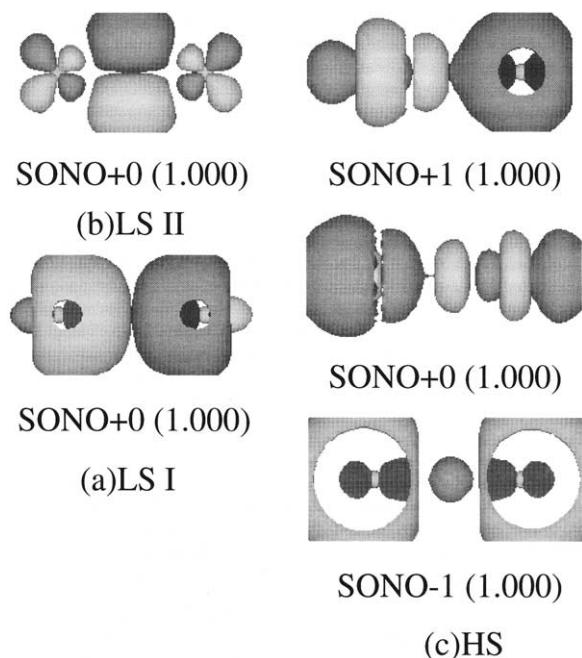 SONO+0 (1.000)
(b)LS II
SONO+0 (1.000)
(a)LS I
SONO+1 (1.000)
SONO+0 (1.000)
SONO-1 (1.000)
(c)HS